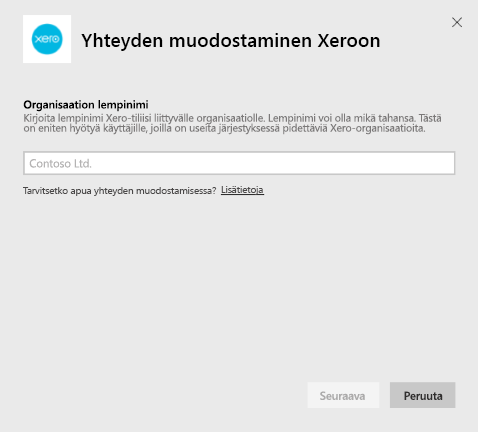 xero
Yhteyden muodostaminen Xeroon
Organisaation lempinimi
Kirjoita lempinimi Xero-tiliisi liittyvälle organisaatiolle. Lempinimi voi olla mikä tahansa. Tästä
on eniten hyötyä käyttäjille, joilla on useita järjestyksessä pidettäviä Xero-organisaatioita.
Contoso Ltd.
Tarvitsetko apua yhteyden muodostamisessa? Lisätietoja
Seuraava Peruuta